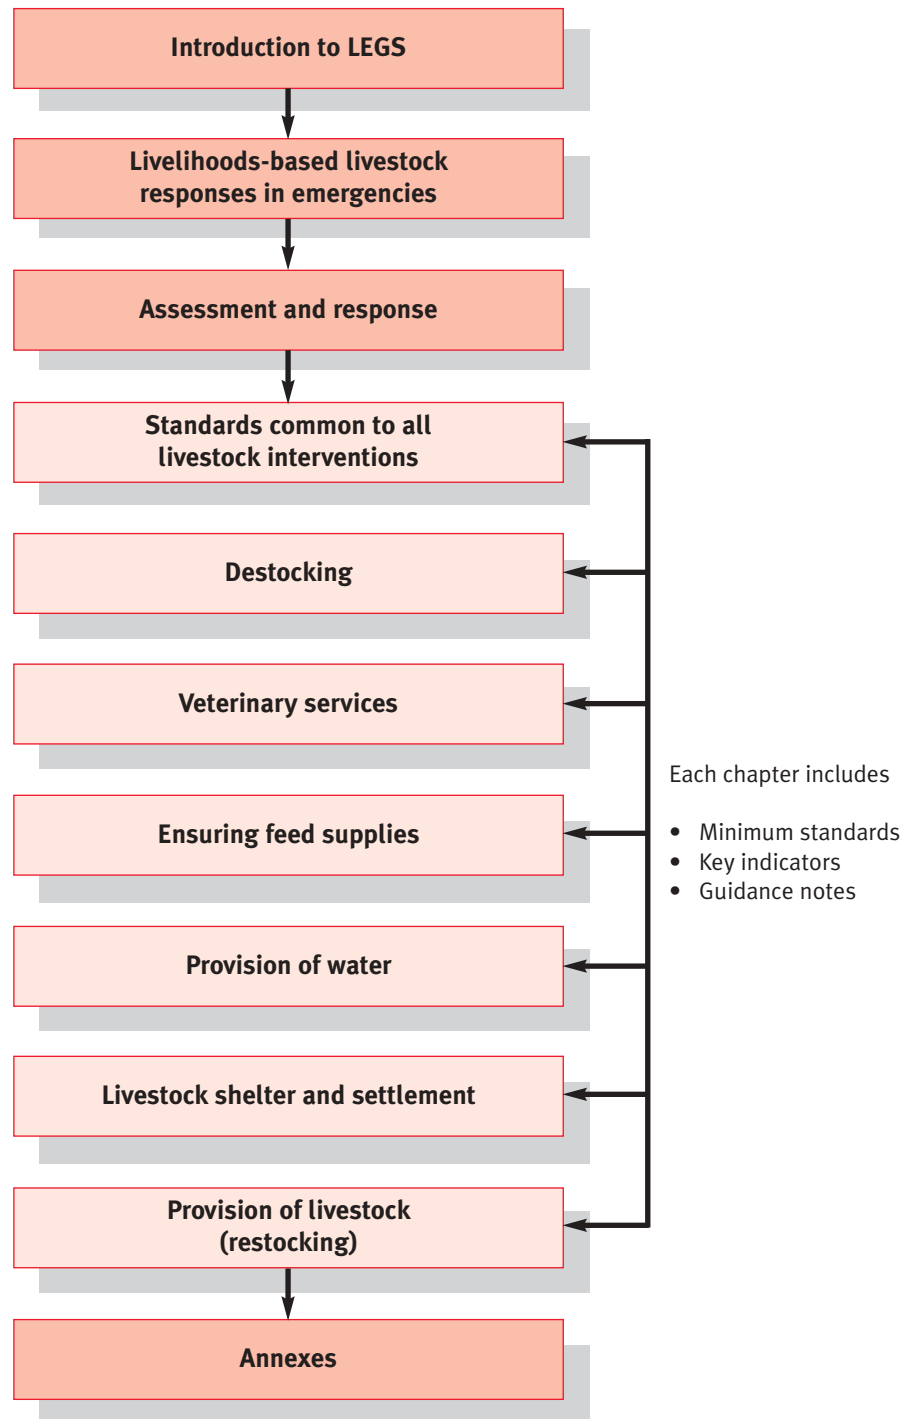 Introduction to LEGS
Livelihoods-based livestock
responses in emergencies
Assessment and response
Standards common to all
livestock interventions
Destocking
Veterinary services
Ensuring feed supplies
Provision of water
Livestock shelter and settlement
Provision of livestock
(restocking)
Annexes
Each chapter includes
• Minimum standards
• Key indicators
• Guidance notes